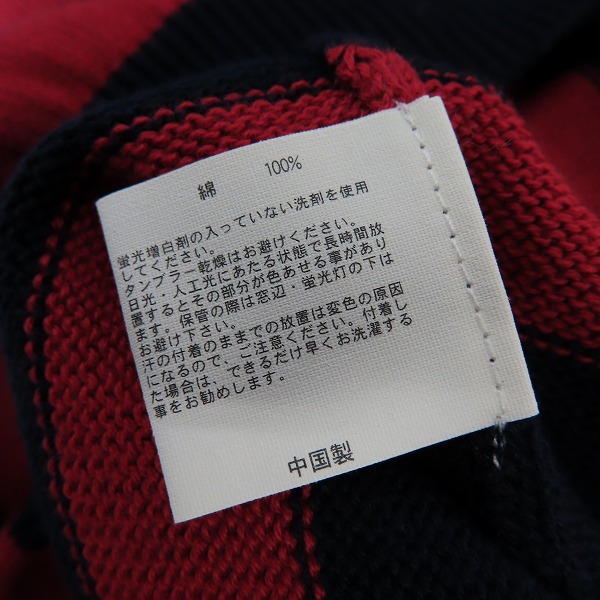 綿 100%
蛍光増白剤の入っていない洗剤を使用
してください。
タンブラー乾燥はお避けください。
日光・人工光にあたる状態で長時間放
置するとその部分が色あせる事があり
ます。保管の際は窓辺・蛍光灯の下は
お避け下さい。
汗の付着のままでの放置は変色の原因
になるので、ご注意ください。付着し
た場合は、できるだけ早くお洗濯する
事をお勧めします。
中国製